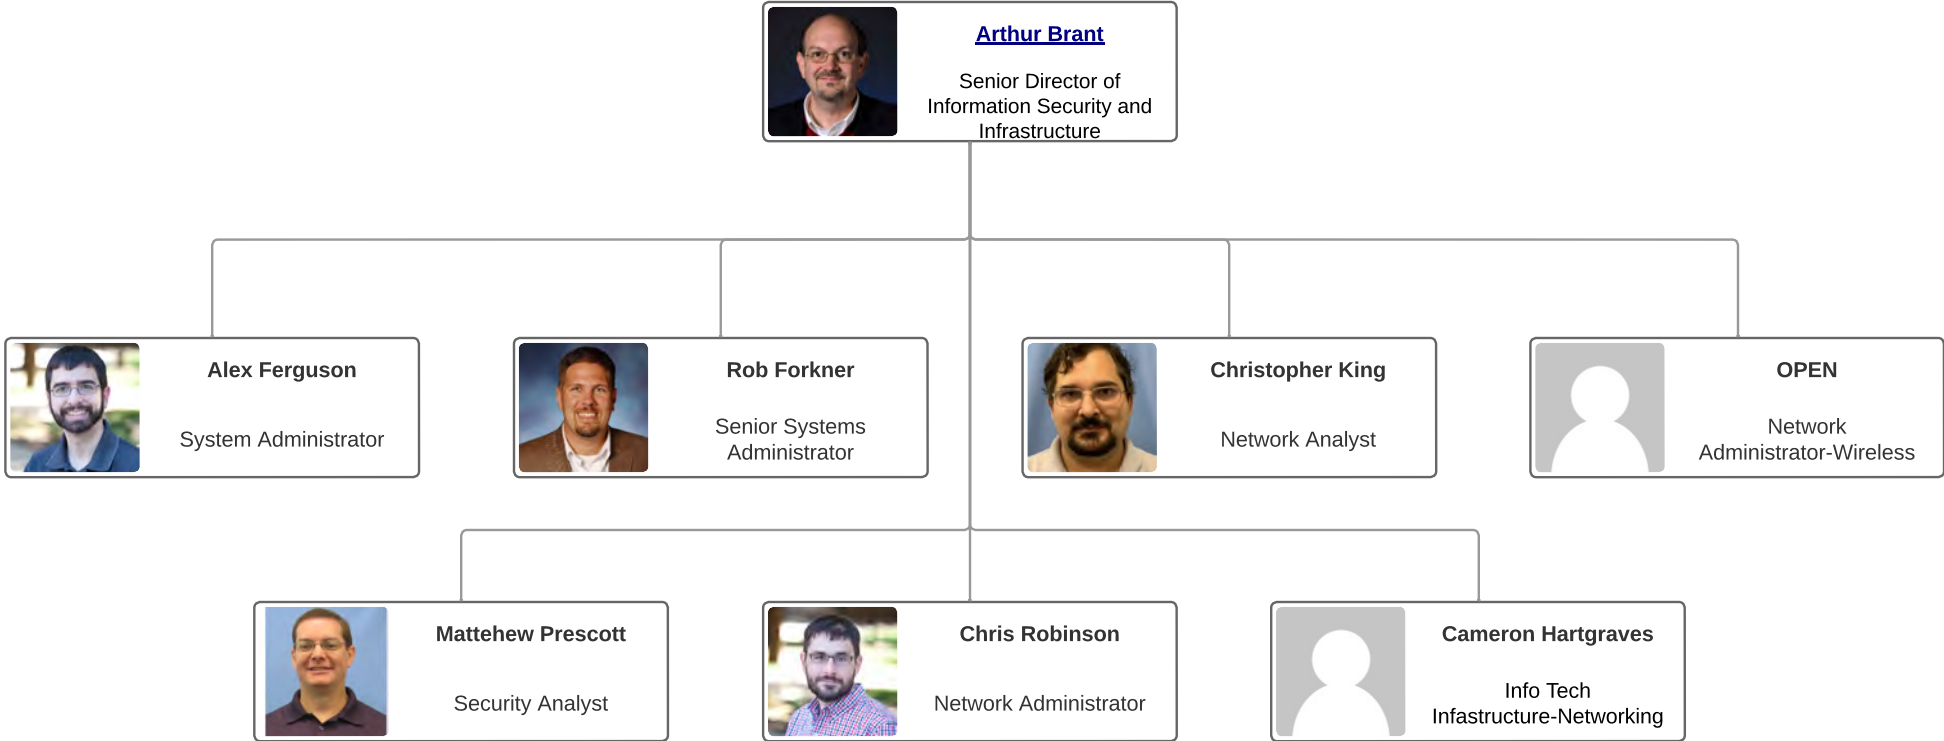 Arthur Brant
Senior Director of
Information Security and
Infrastructure
Alex Ferguson
System Administrator
Rob Forkner
Senior Systems
Administrator
Christopher King
Network Analyst
OPEN
Network
Administrator-Wireless
Mattehew Prescott
Security Analyst
Chris Robinson
Network Administrator
Cameron Hartgraves
Info Tech
Infastructure-Networking